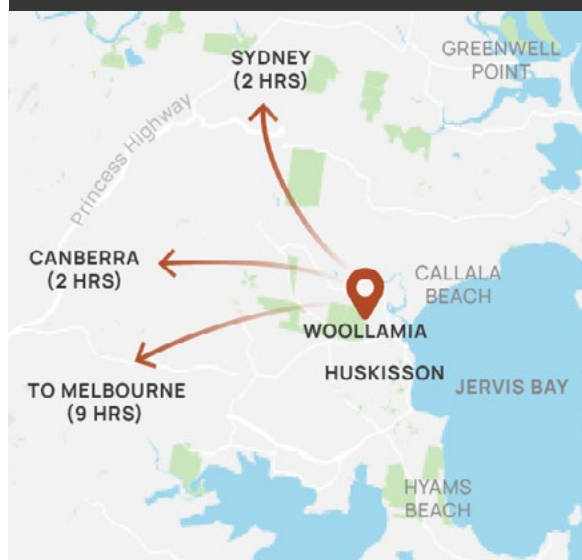 SYDNEY
(2 HRS)
GREENWELL
POINT
Princess Highway
CANBERRA
(2 HRS)
CALLALA
BEACH
WOOLLAMIA
HUSKISSON
JERVIS BAY
TO MELBOURNE
(9 HRS)
HYAMS
BEACH